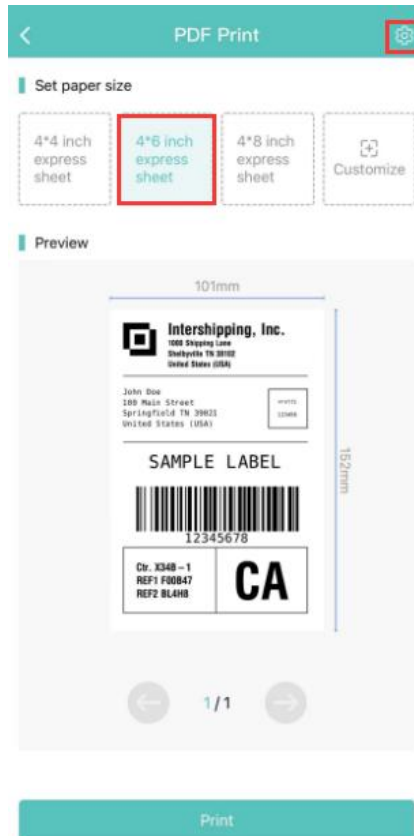 PDF Print
Set paper size
4*4 inch
express
sheet
4*6 inch
express
sheet
4*8 inch
express
sheet
Customize
Preview
101mm
Intershipping, Inc.
1000 Shipping Lane
Shelbyville TN 38102
United States (USA)
John Doe
100 Main Street
Springfield TN 39021
United States (USA)
152mm
SAMPLE LABEL
12345678
Ctr. X34B – 1
REF1 F00B47
REF2 BL4H8
CA
1/1
Print